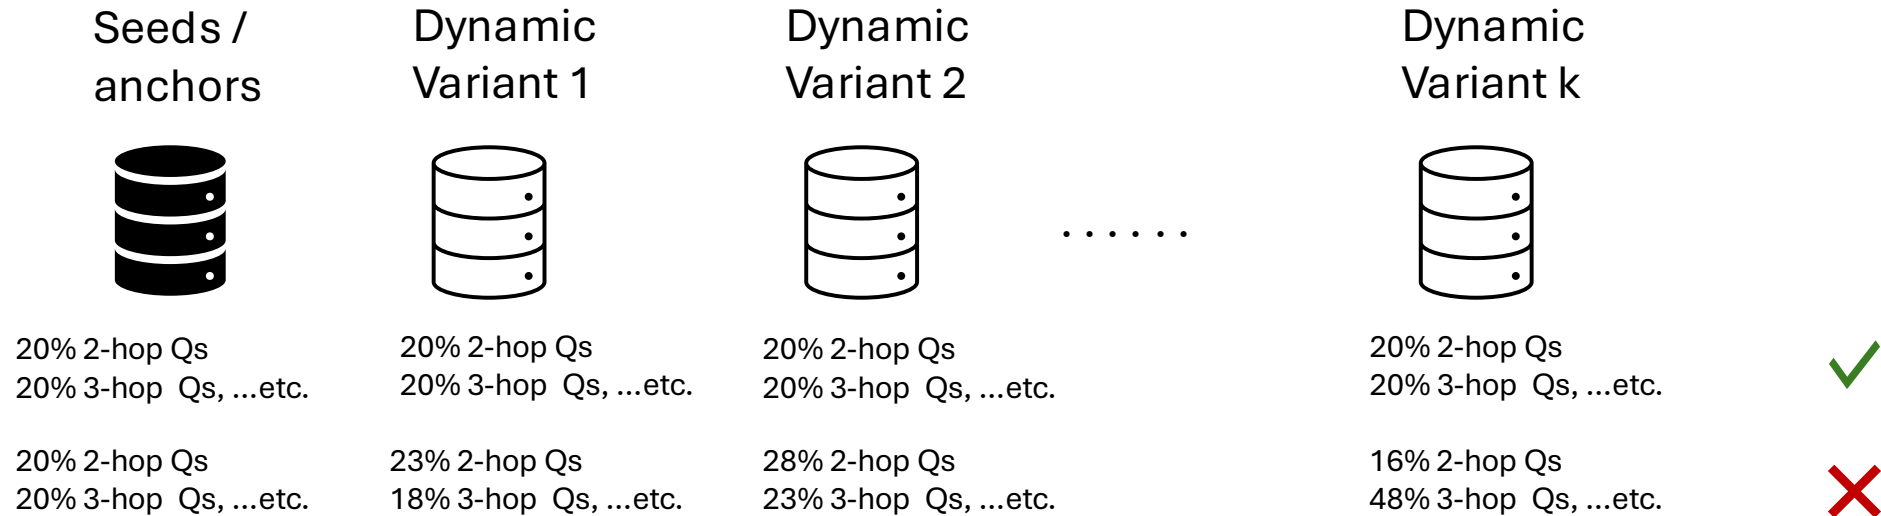 Seeds /
anchors
Dynamic
Variant 1
Dynamic
Variant 2
Dynamic
Variant k
......
20% 2-hop Qs
20% 3-hop Qs, ...etc.
20% 2-hop Qs
20% 3-hop Qs, ...etc.
20% 2-hop Qs
20% 3-hop Qs, ...etc.
20% 2-hop Qs
20% 3-hop Qs, ...etc.
20% 2-hop Qs
20% 3-hop Qs, ...etc.
23% 2-hop Qs
18% 3-hop Qs, ...etc.
28% 2-hop Qs
23% 3-hop Qs, ...etc.
16% 2-hop Qs
48% 3-hop Qs, ...etc.